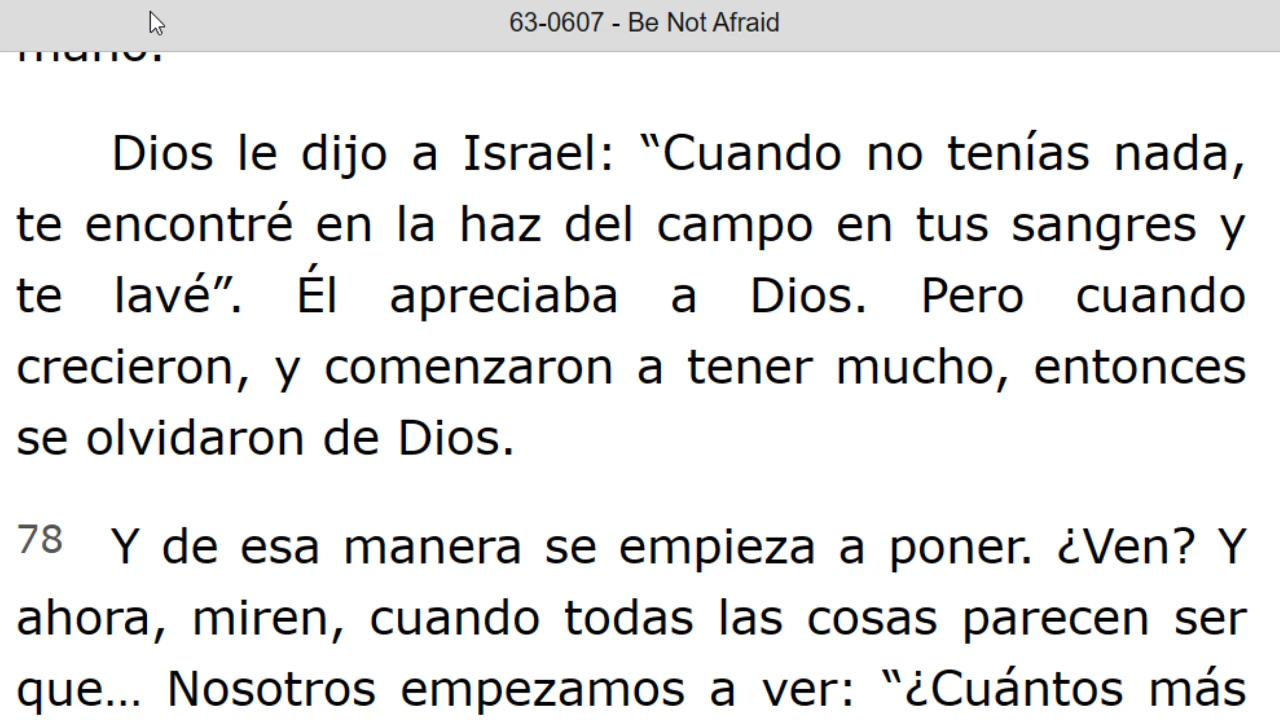 63-0607 - Be Not Afraid
mano.
Dios le dijo a Israel: “Cuando no tenías nada,
te encontré en la haz del campo en tus sangres y
te lavé”. Él apreciaba a Dios. Pero cuando
crecieron, y comenzaron a tener mucho, entonces
se olvidaron de Dios.
78 Y de esa manera se empieza a poner. ¿Ven? Y
ahora, miren, cuando todas las cosas parecen ser
que… Nosotros empezamos a ver: “¿Cuántos más